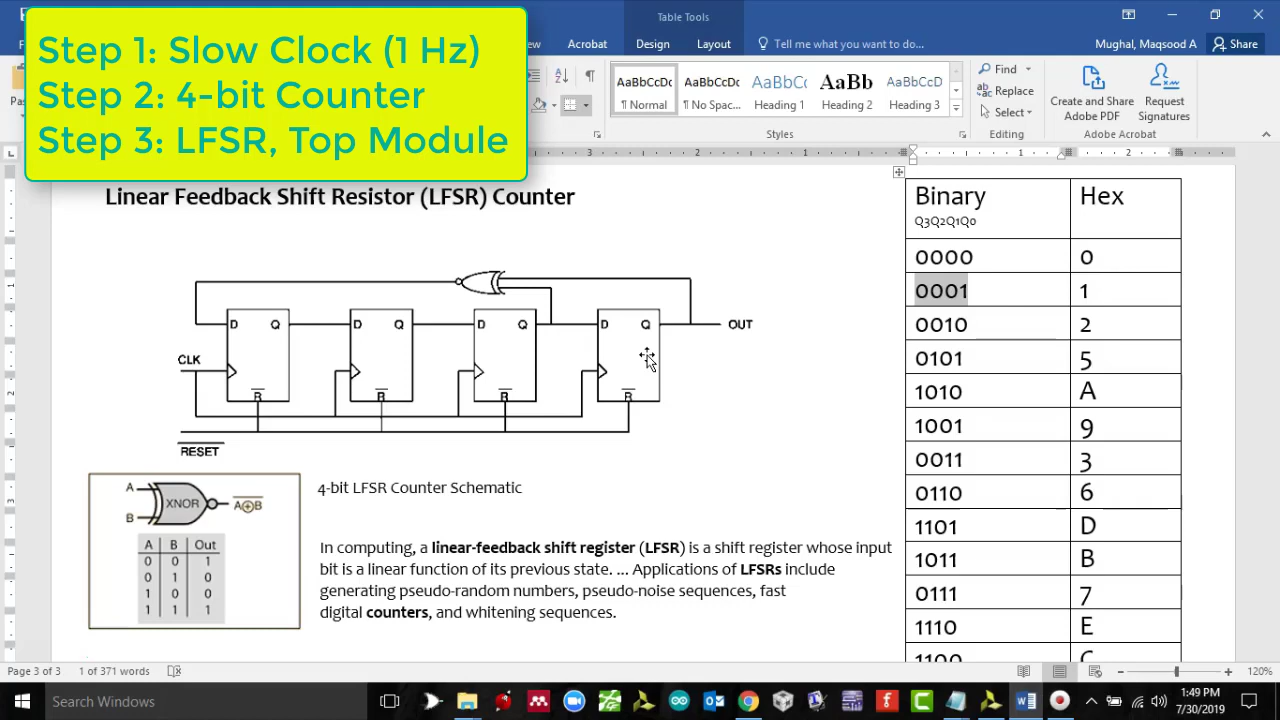 Step 1: Slow Clock (1 Hz)
Step 2: 4-bit Counter
Step 3: LFSR, Top Module
Table Tools
Mughal, Maqsood A
Share
Acrobat
Design
Layout
Tell me what you want to do...
AaBbCcDc
AaBbCcDc
AaBbCc
AaBb
AaBbCcD
¶ Normal
¶ No Spac...
Heading 1
Heading 2
Heading 3
Styles
Find
Replace
Select
Editing
Create and Share
Adobe PDF
Request
Signatures
Adobe Acrobat
Linear Feedback Shift Resistor (LFSR) Counter
D Q D Q D Q D Q
OUT
CLK
R R R R
RESET
A
B
XNOR
A⊕B
A B Out
0 0 1
0 1 0
1 0 0
1 1 1
4-bit LFSR Counter Schematic
In computing, a linear-feedback shift register (LFSR) is a shift register whose input
bit is a linear function of its previous state. ... Applications of LFSRs include
generating pseudo-random numbers, pseudo-noise sequences, fast
digital counters, and whitening sequences.
Binary Hex
Q3Q2Q1Q0
0000 0
0001 1
0010 2
0101 5
1010 A
1001 9
0011 3
0110 6
1101 D
1011 B
0111 7
1110 E
1100 C
Page 3 of 3
1 of 371 words
120%
Search Windows
1:49 PM
7/30/2019